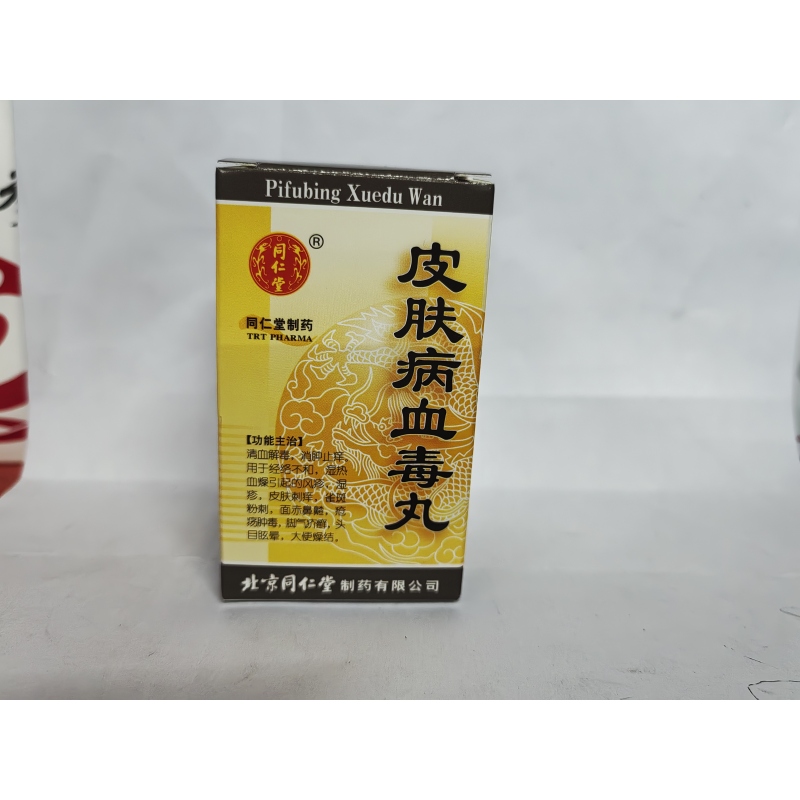 Pifubing Xuedu Wan
同仁堂
®
同仁堂制药
TRT PHARMA
皮肤病血毒丸
【功能主治】
清血解毒，消肿止痒。
用于经络不和，湿热
血燥引起的风疹，湿
疹，皮肤刺痒，雀斑
粉刺，面赤鼻齄，疮
疡肿毒，脚气疥癣，头
目眩晕，大便燥结。
北京同仁堂 制药有限公司